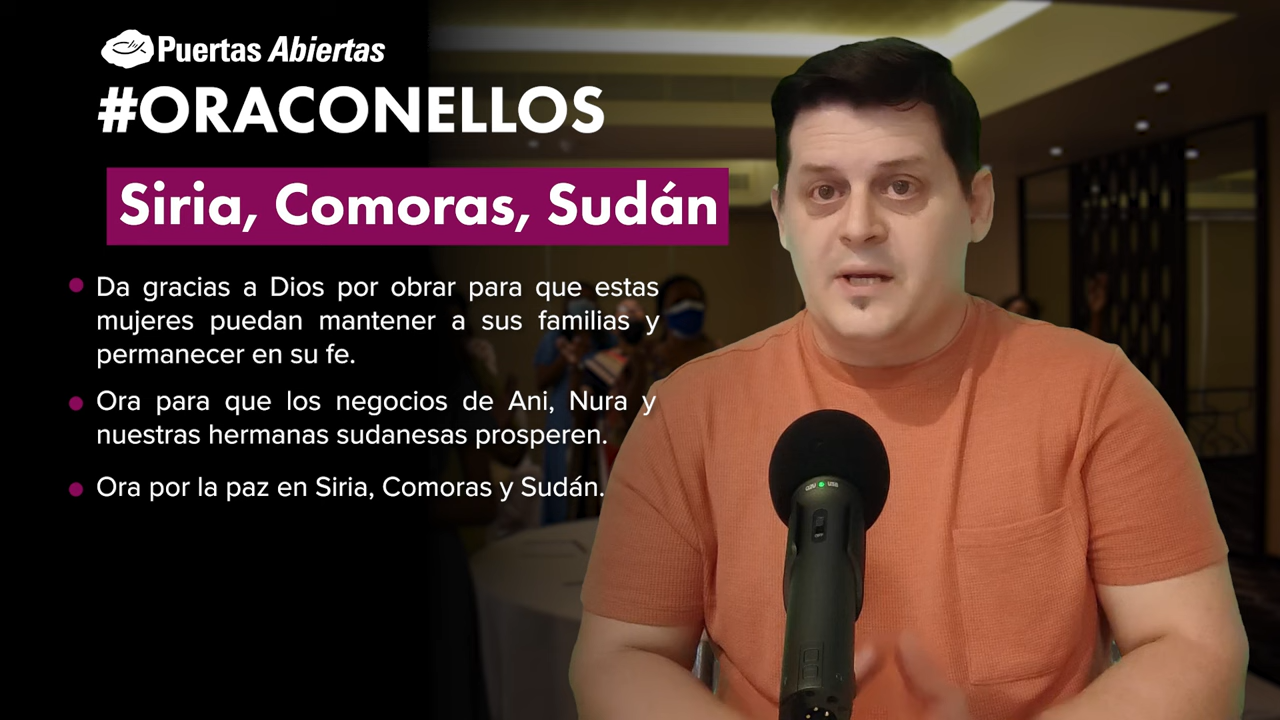 Puertas Abiertas
#ORACONELLOS
Siria, Comoras, Sudán
Da gracias a Dios por obrar para que estas
mujeres puedan mantener a sus familias y
permanecer en su fe.
Ora para que los negocios de Ani, Nura y
nuestras hermanas sudanesas prosperen.
Ora por la paz en Siria, Comoras y Sudán.